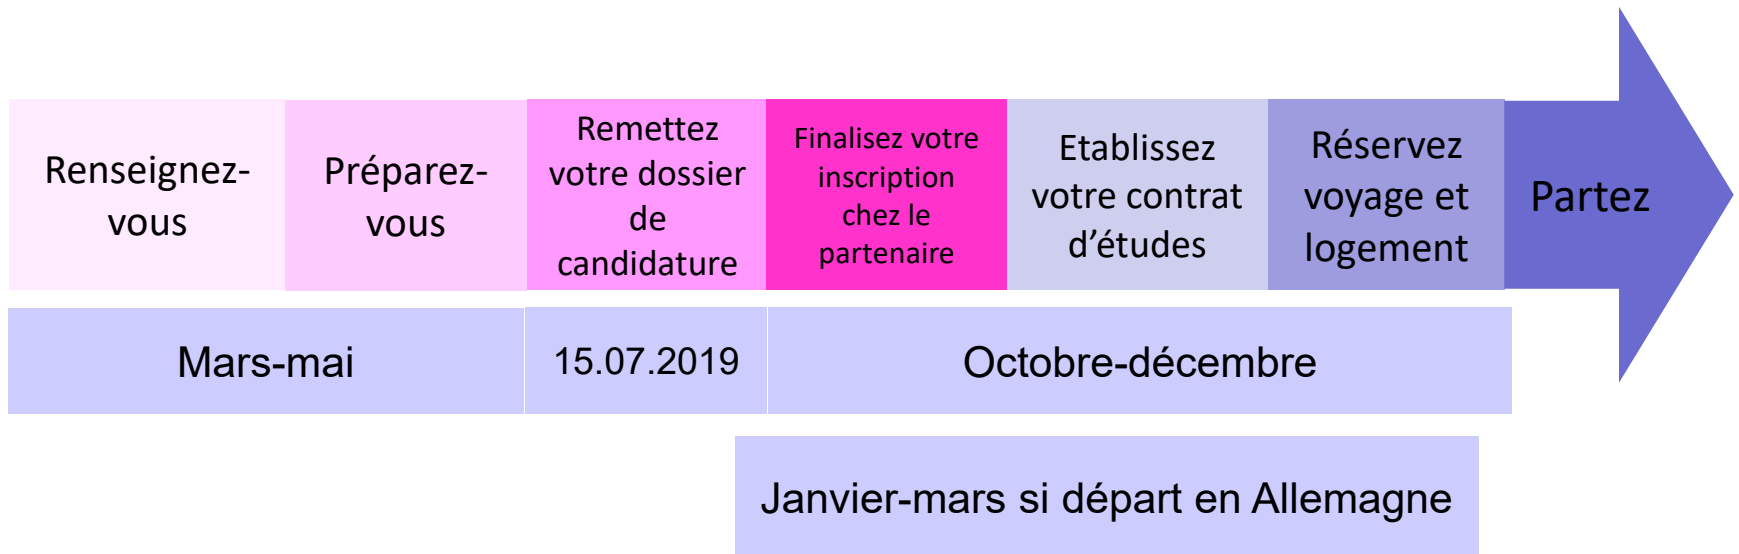 Renseignez-
vous
Préparez-
vous
Remettez
votre dossier
de
candidature
Finalisez votre
inscription
chez le
partenaire
Etablissez
votre contrat
d’études
Réservez
voyage et
logement
Partez
Mars-mai
15.07.2019
Octobre-décembre
Janvier-mars si départ en Allemagne